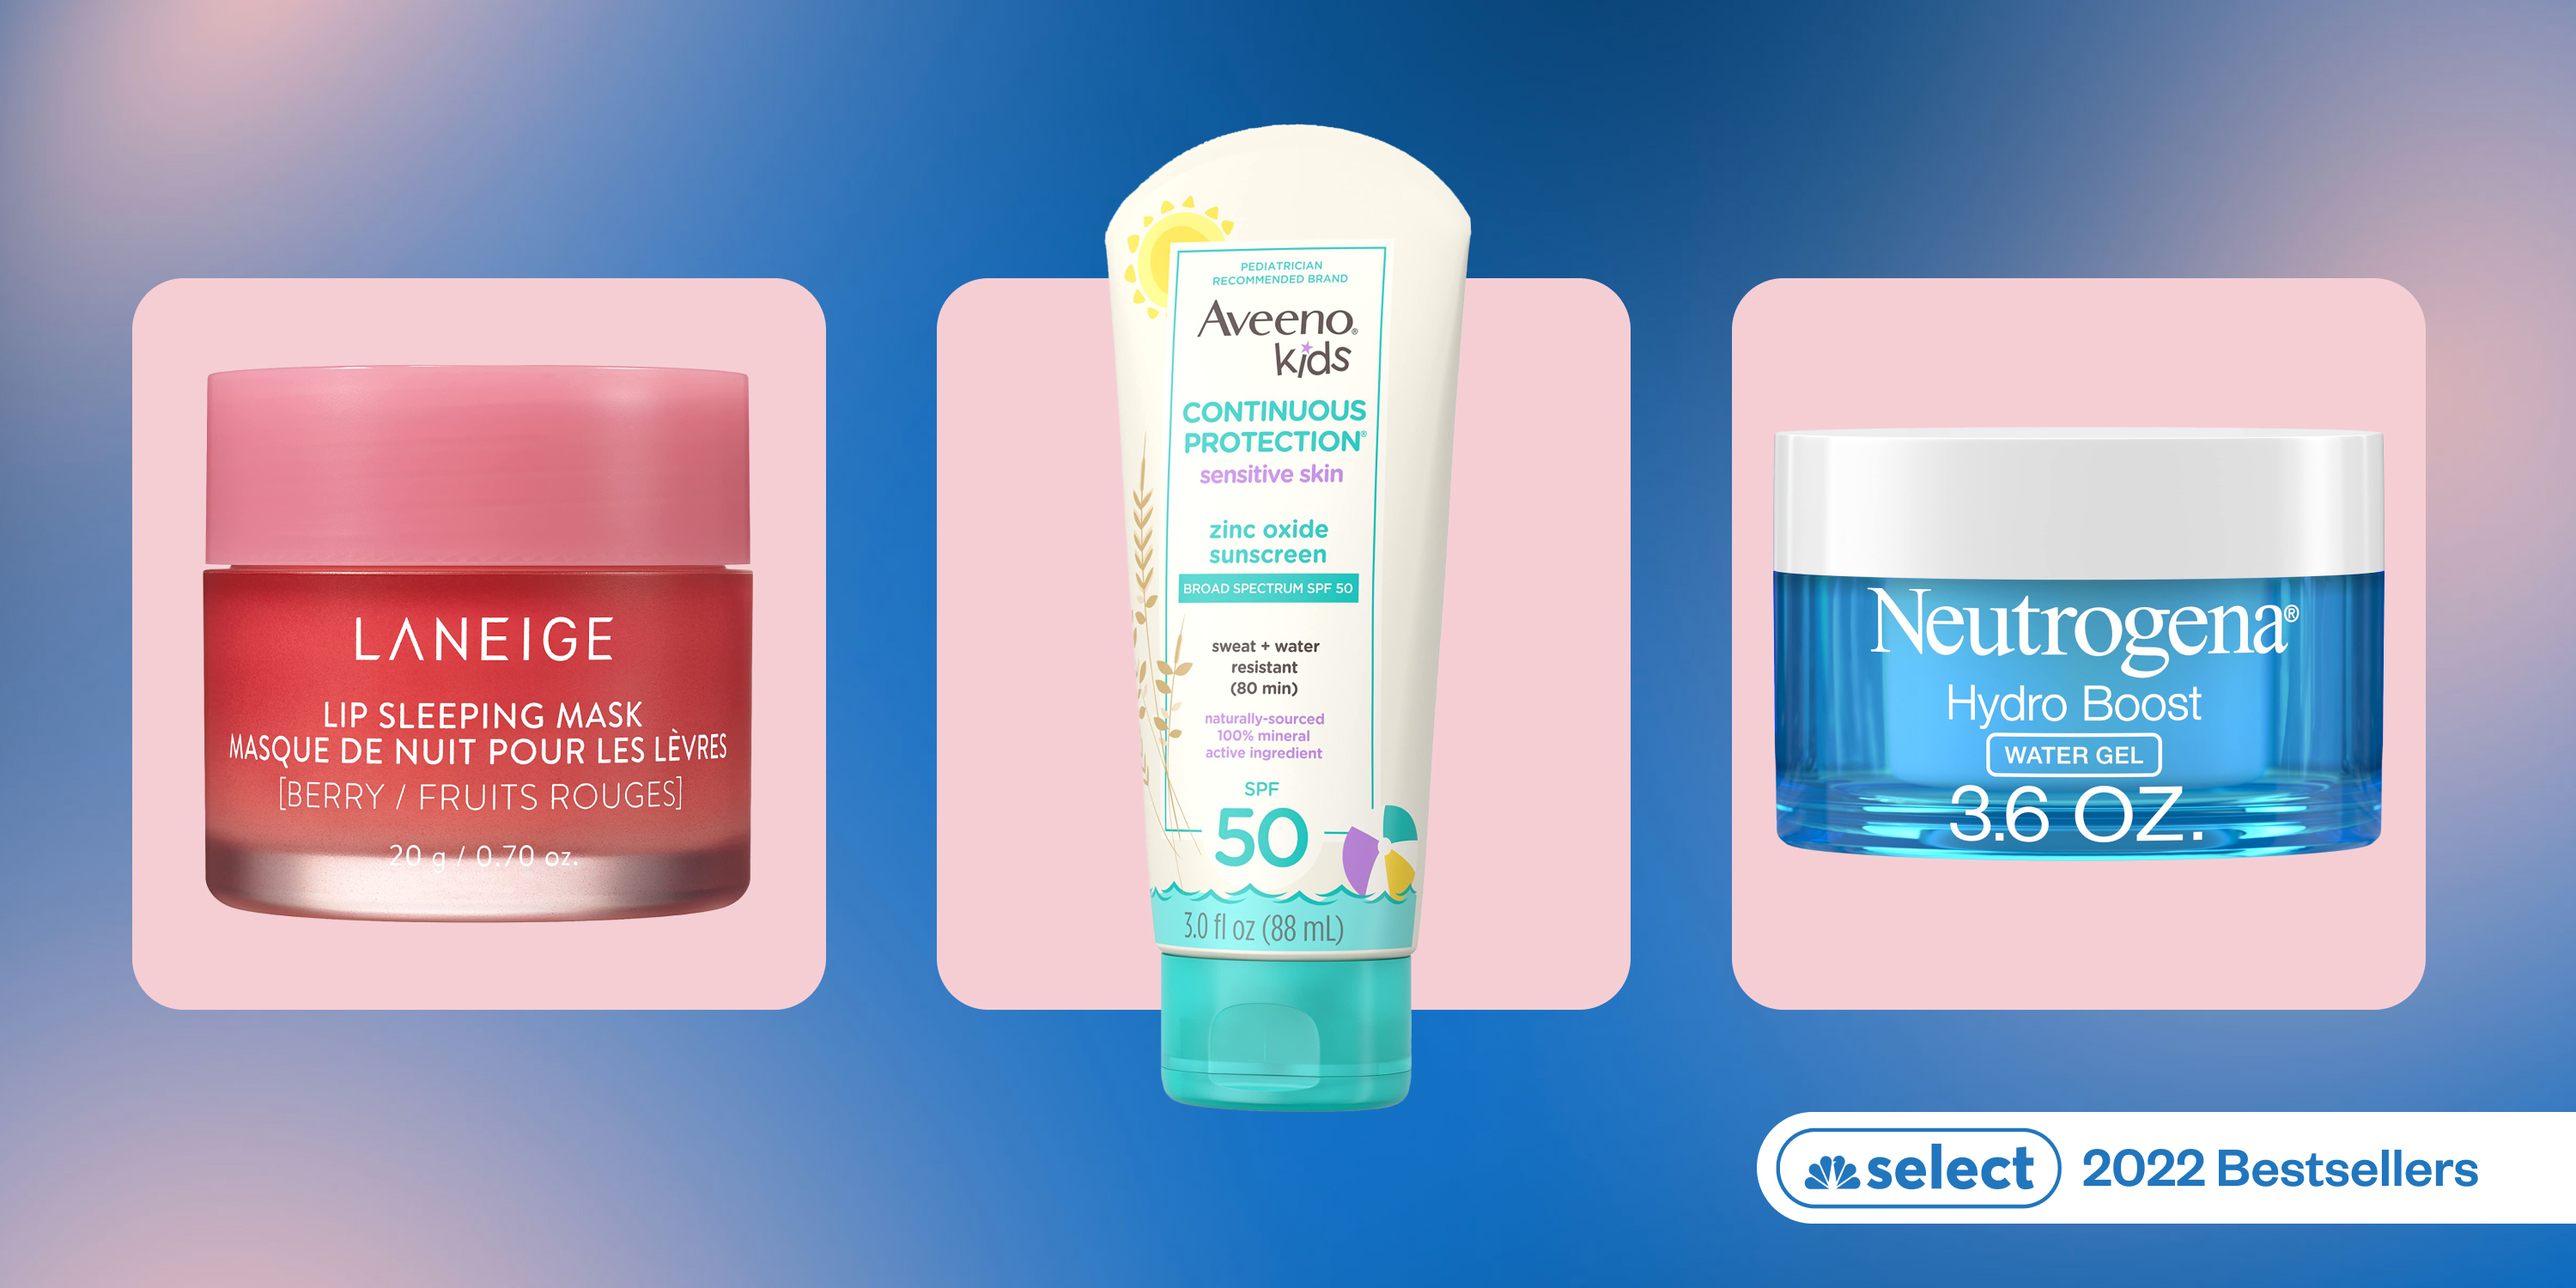 LANEIGE
LIP SLEEPING MASK
MASQUE DE NUIT POUR LES LÈVRES
[BERRY / FRUITS ROUGES]
20 g / 0.70 oz.
PEDIATRICIAN
RECOMMENDED BRAND
Aveeno®
kids
CONTINUOUS
PROTECTION®
sensitive skin
zinc oxide
sunscreen
BROAD SPECTRUM SPF 50
sweat + water
resistant
(80 min)
naturally-sourced
100% mineral
active ingredient
SPF
50
3.0 fl oz (88 mL)
Neutrogena®
Hydro Boost
WATER GEL
3.6 OZ.
select 2022 Bestsellers